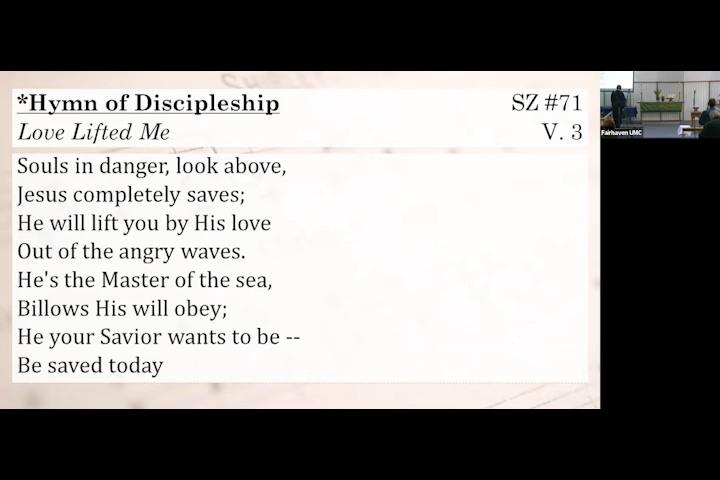 *Hymn of Discipleship
SZ #71
Love Lifted Me
V. 3
Souls in danger, look above,
Jesus completely saves;
He will lift you by His love
Out of the angry waves.
He's the Master of the sea,
Billows His will obey;
He your Savior wants to be --
Be saved today
Fairhaven UMC